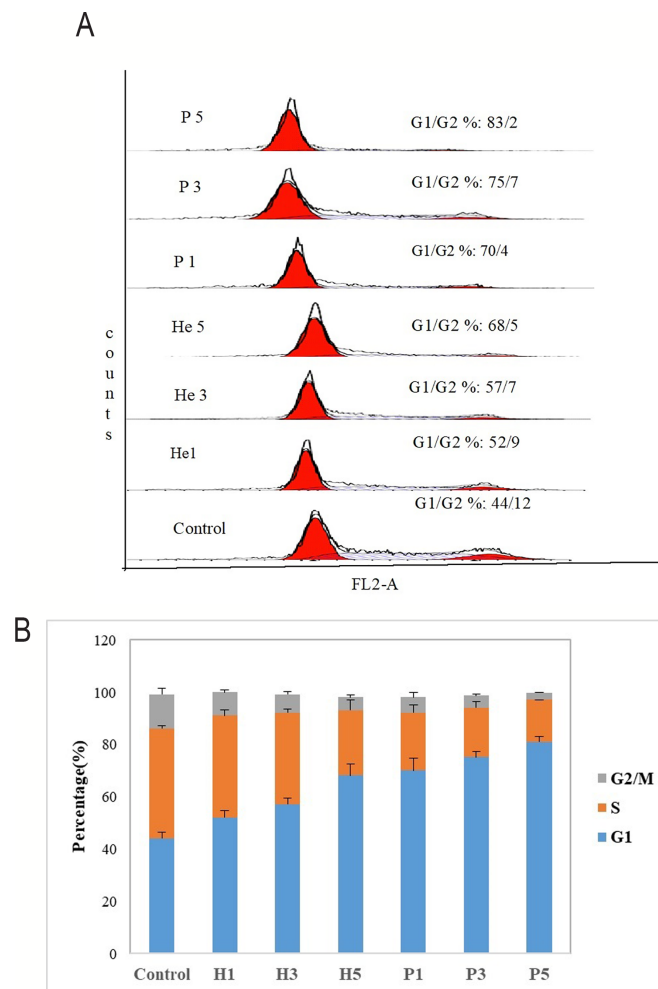 A
P 5
G1/G2 %: 83/2
P 3
G1/G2 %: 75/7
P 1
G1/G2 %: 70/4
He 5
G1/G2 %: 68/5
He 3
G1/G2 %: 57/7
He1
G1/G2 %: 52/9
Control
G1/G2 %: 44/12
counts
FL2-A
B
120
100
80
60
40
20
0
Percentage(%)
G2/M
S
G1
Control H1 H3 H5 P1 P3 P5